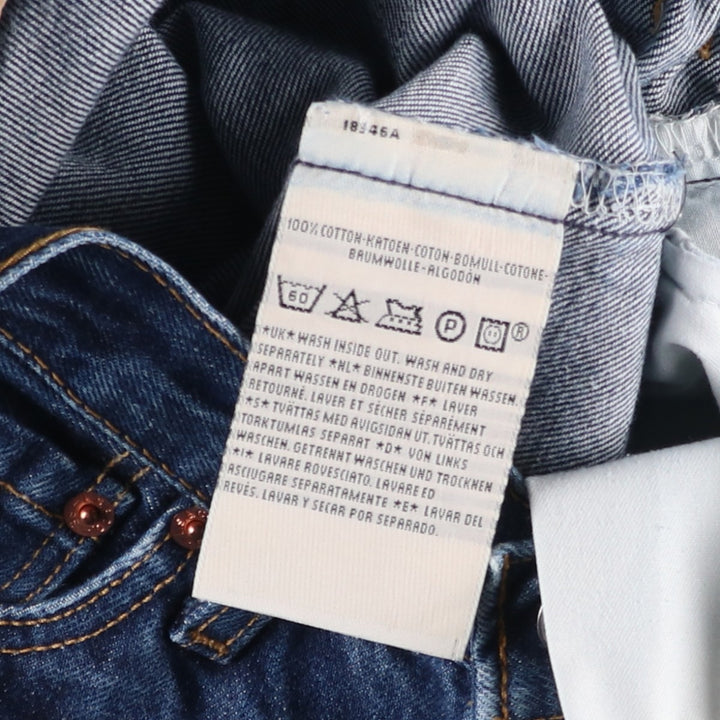 18946A
100% COTTON-KATOEN-COTON-BOMULL-COTONE-
BAUMWOLLE-ALGODÓN
60 P ®
*UK* WASH INSIDE OUT. WASH AND DRY
SEPARATELY *NL* BINNENSTE BUITEN WASSEN.
APART WASSEN EN DROGEN *F* LAVER
RETOURNÉ. LAVER ET SÉCHER SÉPARÉMENT
*S* TVÄTTAS MED AVIGSIDAN UT. TVÄTTAS OCH
TORKTUMLAS SEPARAT *D* VON LINKS
WASCHEN. GETRENNT WASCHEN UND TROCKNEN
*I* LAVARE ROVESCIATO. LAVARE ED
ASCIUGARE SEPARATAMENTE *E* LAVAR DEL
REVÉS. LAVAR Y SECAR POR SEPARADO.